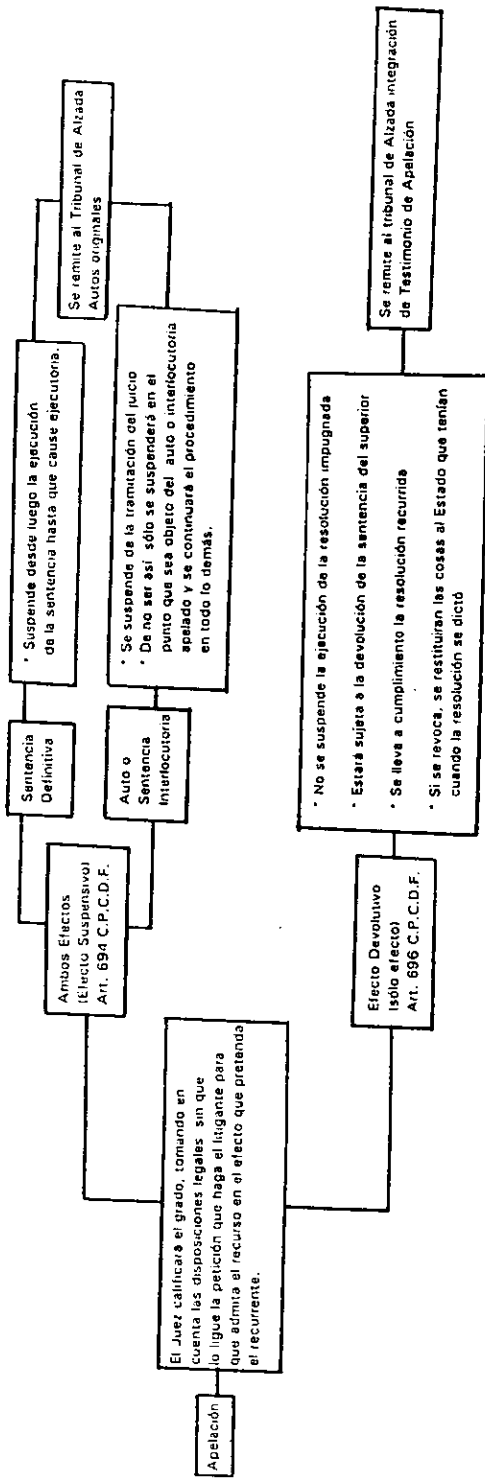 Apelación
El Juez calificará el grado, tomando en
cuenta las disposiciones legales sin que
lo ligue la petición que haga el litigante para
que admita el recurso en el efecto que pretenda
el recurrente.
Ambos Efectos
(Efecto Suspensivo)
Art. 694 C.P.C.D.F.
Sentencia
Definitiva
* Suspende desde luego la ejecución
de la sentencia hasta que cause ejecutoria.
Auto o
Sentencia
Interlocutoria
* Se suspende de la tramitación del juicio
* De no ser así sólo se suspenderá en el
punto que sea objeto del auto o interlocutoria
apelado y se continuará el procedimiento
en todo lo demás.
Se remite al Tribunal de Alzada
Autos originales
Efecto Devolutivo
(sólo efecto)
Art. 696 C.P.C.D.F.
* No se suspende la ejecución de la resolución impugnada
* Estará sujeta a la devolución de la sentencia del superior
* Se lleva a cumplimiento la resolución recurrida
* Si se revoca, se restituiran las cosas al Estado que tenían
cuando la resolución se dictó
Se remite al tribunal de Alzada integración
de Testimonio de Apelación